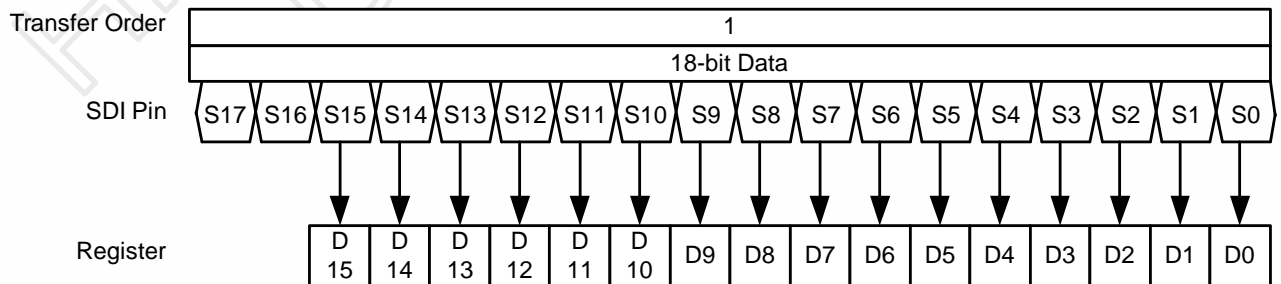 Transfer Order 1
18-bit Data
SDI Pin S17 S16 S15 S14 S13 S12 S11 S10 S9 S8 S7 S6 S5 S4 S3 S2 S1 S0
Register D 15 D 14 D 13 D 12 D 11 D 10 D9 D8 D7 D6 D5 D4 D3 D2 D1 D0